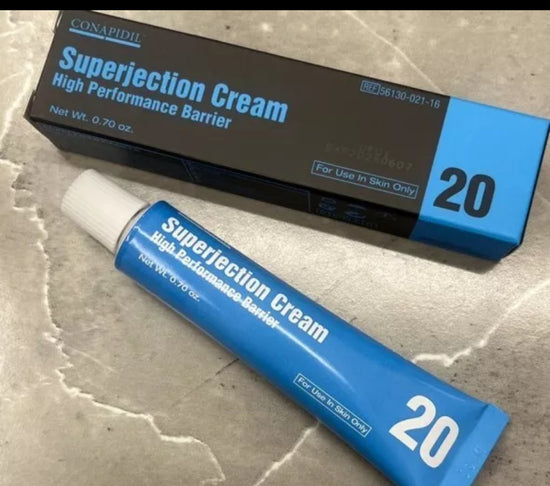 CONAPIDIL
Superjection Cream
High Performance Barrier
Net Wt. 0.70 oz.
REF 56130-021-16
For Use In Skin Only
20
Superjection Cream
High Performance Barrier
Net Wt. 0.70 oz.
For Use In Skin Only
20